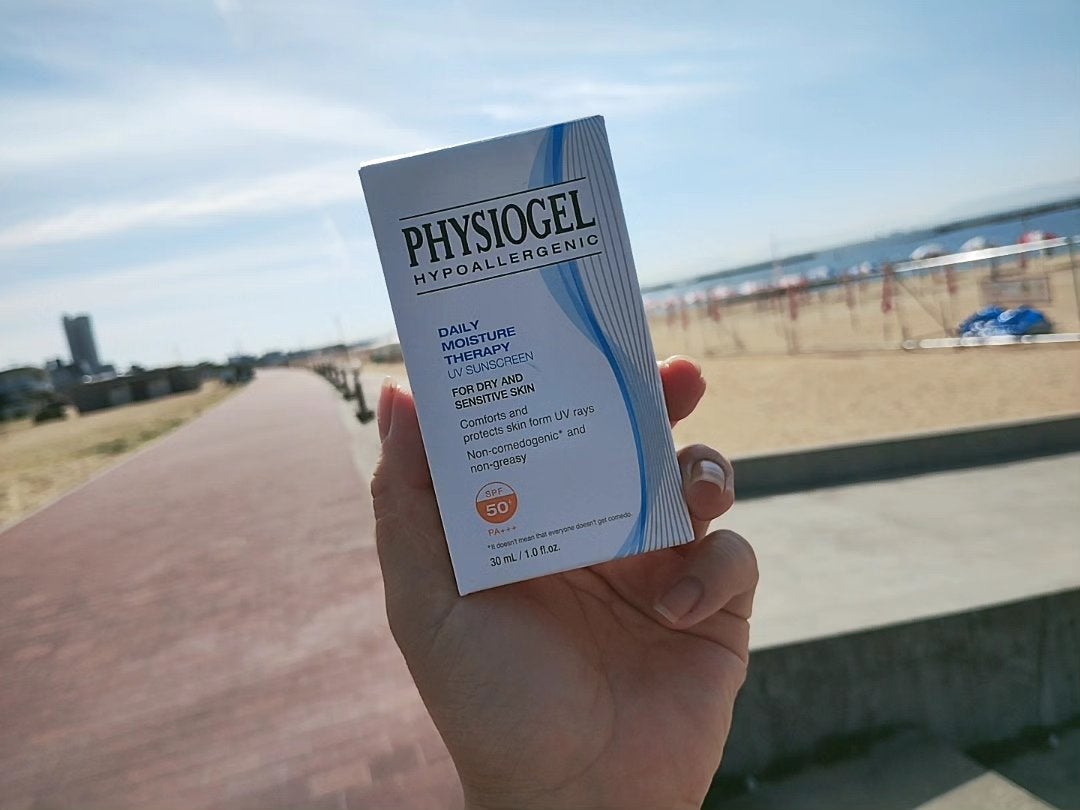 PHYSIOGEL
HYPOALLERGENIC
DAILY
MOISTURE
THERAPY
UV SUNSCREEN
FOR DRY AND
SENSITIVE SKIN
Comforts and
protects skin form UV rays
Non-comedogenic* and
non-greasy
SPF
50+
PA+++
*It doesn't mean that everyone doesn't get comedo.
30 mL / 1.0 fl.oz.